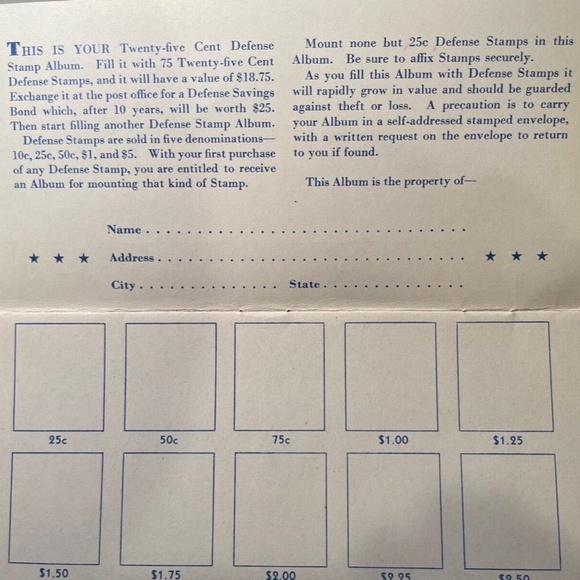 THIS IS YOUR Twenty-five Cent Defense
Stamp Album. Fill it with 75 Twenty-five Cent
Defense Stamps, and it will have a value of $18.75.
Exchange it at the post office for a Defense Savings
Bond which, after 10 years, will be worth $25.
Then start filling another Defense Stamp Album.
Defense Stamps are sold in five denominations—
10c, 25c, 50c, $1, and $5. With your first purchase
of any Defense Stamp, you are entitled to receive
an Album for mounting that kind of Stamp.
Mount none but 25c Defense Stamps in this
Album. Be sure to affix Stamps securely.
As you fill this Album with Defense Stamps it
will rapidly grow in value and should be guarded
against theft or loss. A precaution is to carry
your Album in a self-addressed stamped envelope,
with a written request on the envelope to return
to you if found.
This Album is the property of—
Name . . . . . . . . . . . . . . . . . . . . . . . . . . . . . . . .
★ ★ ★ Address . . . . . . . . . . . . . . . . . . . . . . . . . . . . . . . ★ ★ ★
City . . . . . . . . . . . . . . State . . . . . . . . . . . . . .
25c 50c 75c $1.00 $1.25
$1.50 $1.75 $2.00 $2.25 $2.50